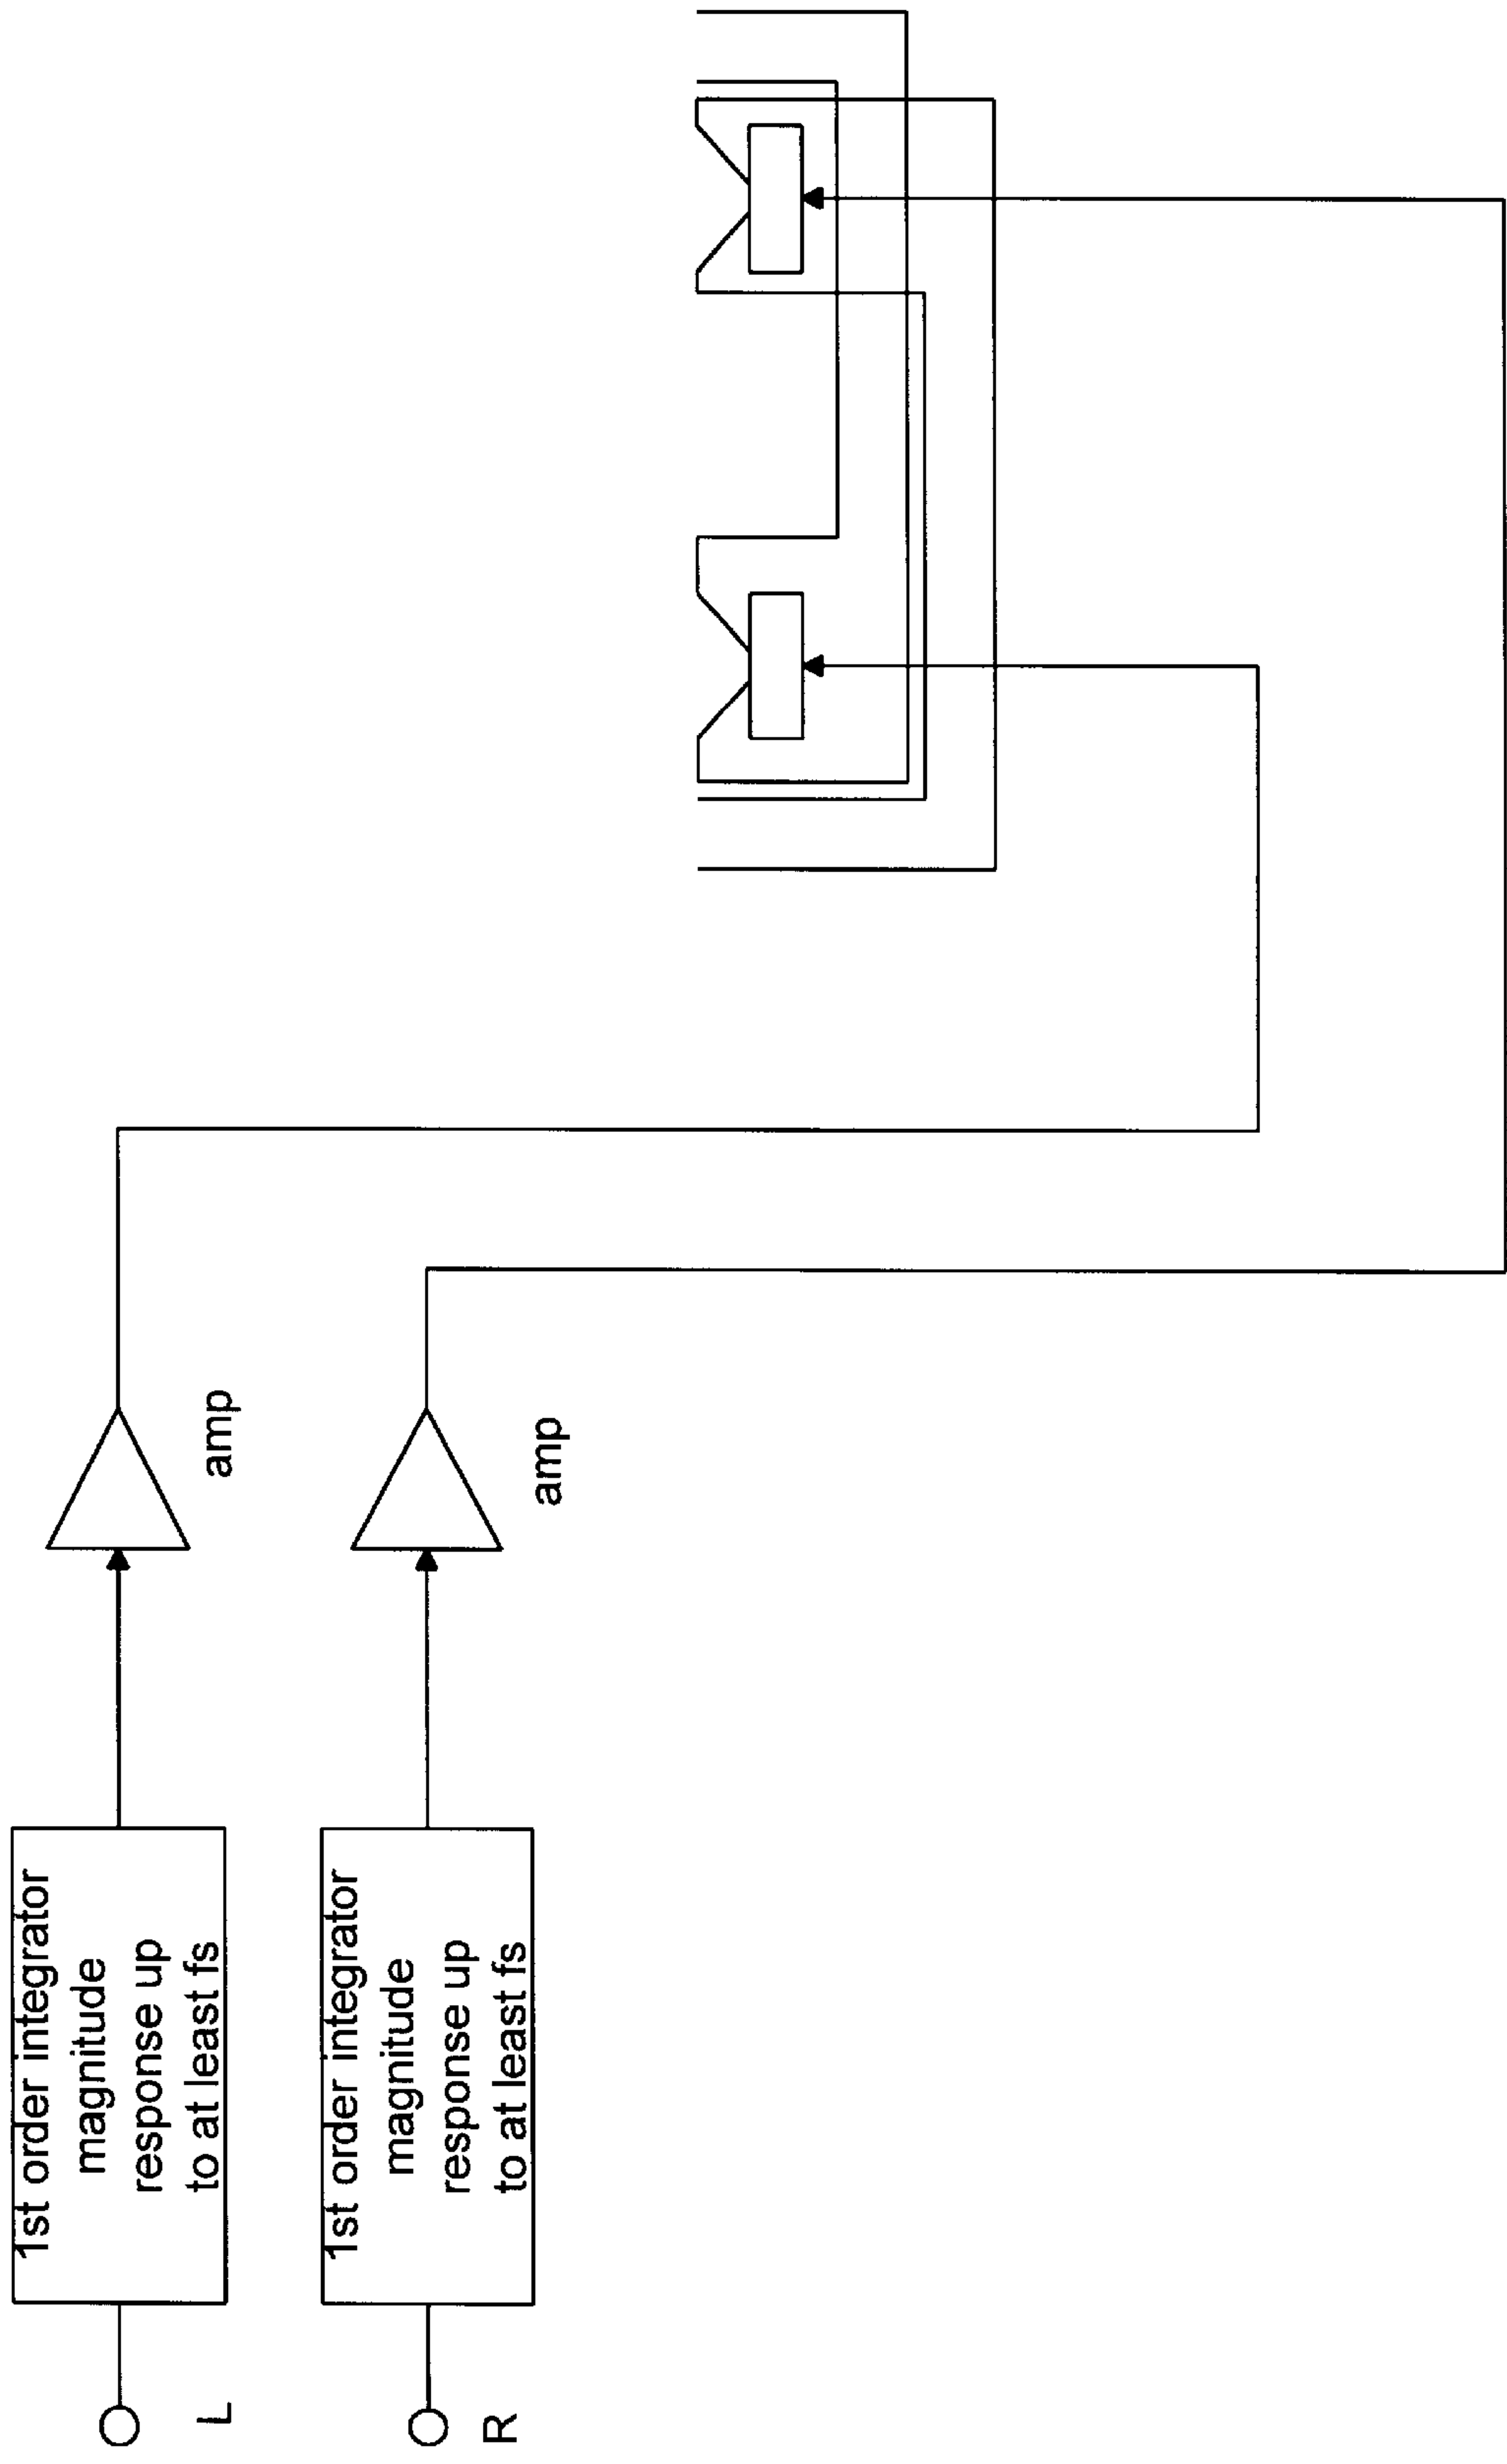 1st order integrator
magnitude
response up
to at least fs
amp
L
1st order integrator
magnitude
response up
to at least fs
amp
R